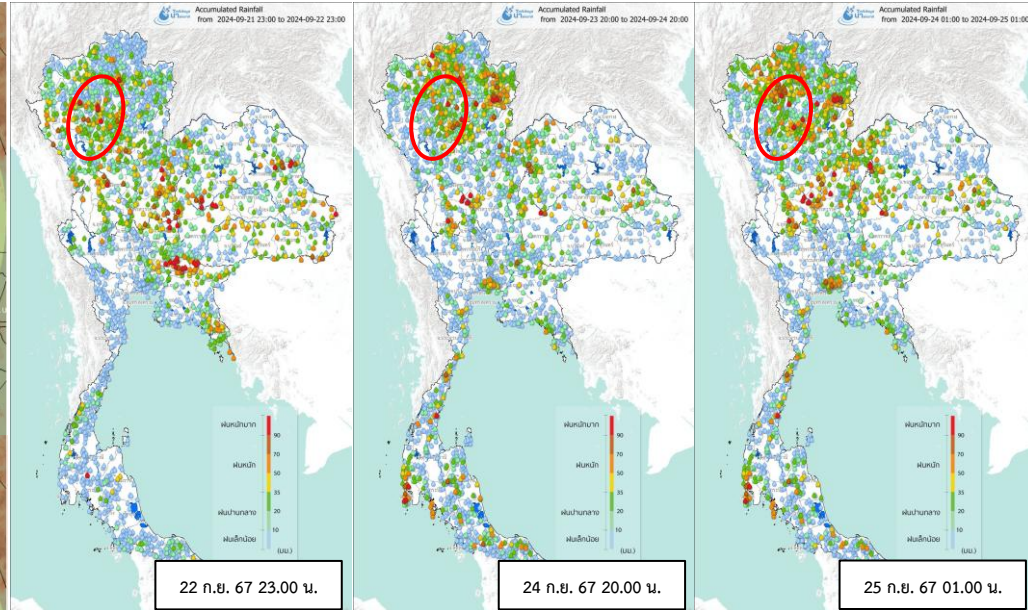 Accumulated Rainfall
from 2024-09-21 23:00 to 2024-09-22 23:00
ฝนหนักมาก
90
ฝนหนัก
70
50
35
ฝนปานกลาง
20
10
ฝนเล็กน้อย
(มม.)
22 ก.ย. 67 23.00 น.
Accumulated Rainfall
from 2024-09-23 20:00 to 2024-09-24 20:00
ฝนหนักมาก
90
ฝนหนัก
70
50
35
ฝนปานกลาง
20
10
ฝนเล็กน้อย
(มม.)
24 ก.ย. 67 20.00 น.
Accumulated Rainfall
from 2024-09-24 01:00 to 2024-09-25 01:00
ฝนหนักมาก
90
ฝนหนัก
70
50
35
ฝนปานกลาง
20
10
ฝนเล็กน้อย
(มม.)
25 ก.ย. 67 01.00 น.